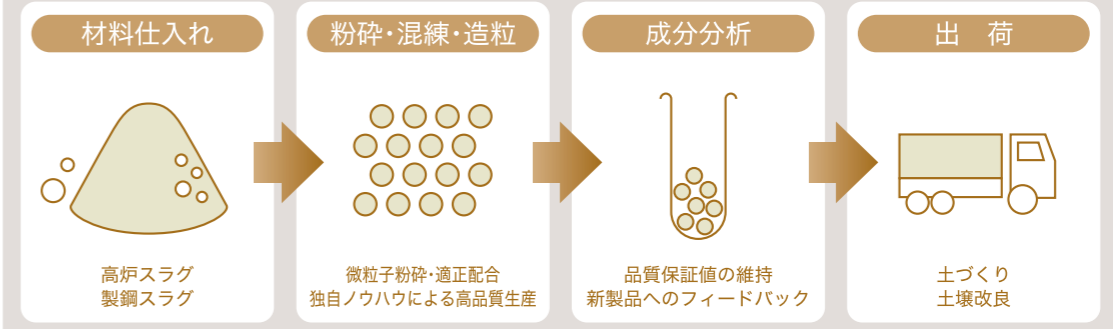 材料仕入れ
高炉スラグ
製鋼スラグ
粉砕・混練・造粒
微粒子粉砕・適正配合
独自ノウハウによる高品質生産
成分分析
品質保証値の維持
新製品へのフィードバック
出　荷
土づくり
土壌改良